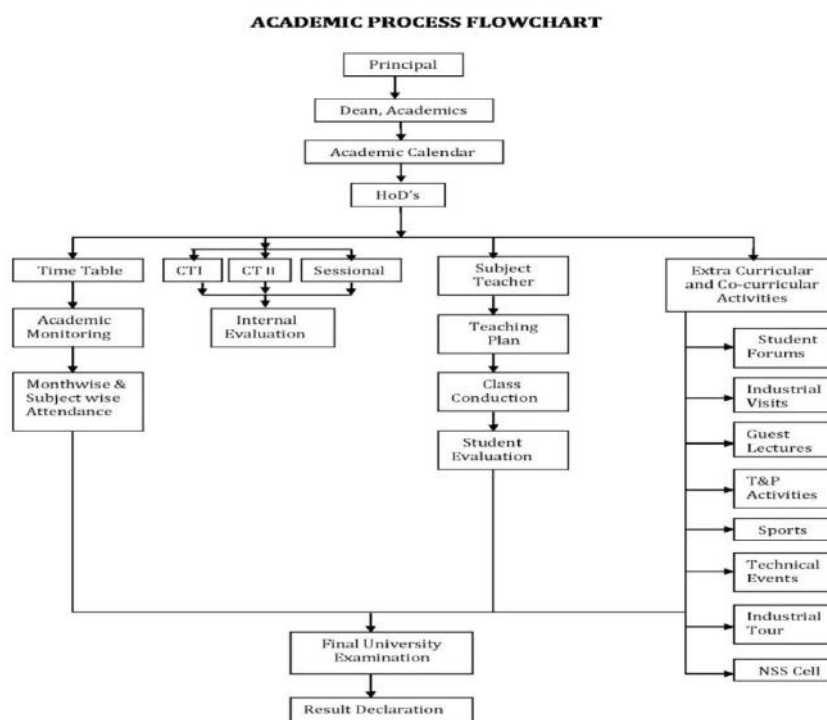 ACADEMIC PROCESS FLOWCHART
Principal
Dean, Academics
Academic Calendar
HoD's
Time Table
CTI
CT II
Sessional
Subject
Teacher
Extra Curricular
and Co-curricular
Activities
Academic
Monitoring
Internal
Evaluation
Teaching
Plan
Student
Forums
Monthwise &
Subject wise
Attendance
Class
Conduction
Industrial
Visits
Student
Evaluation
Guest
Lectures
T&P
Activities
Sports
Technical
Events
Final University
Examination
Industrial
Tour
NSS Cell
Result Declaration